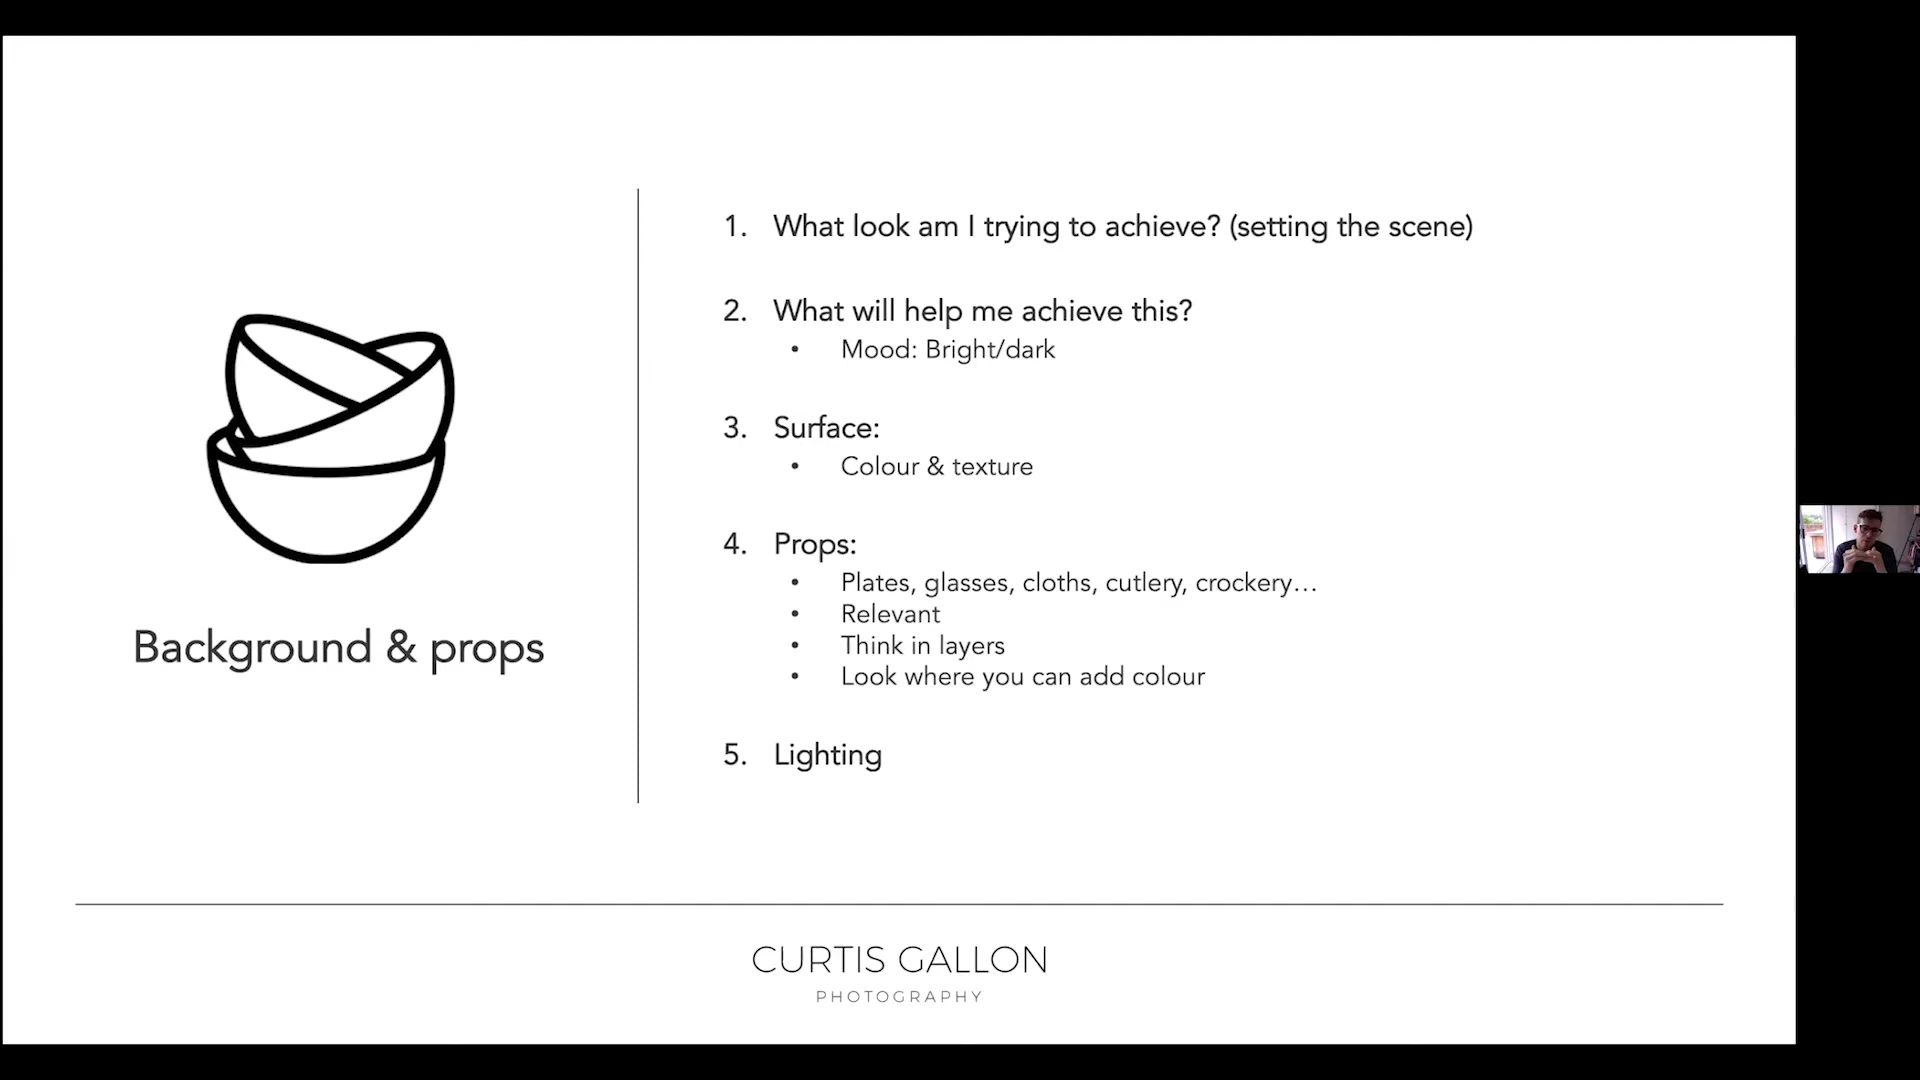 Background & props
1. What look am I trying to achieve? (setting the scene)
2. What will help me achieve this?
• Mood: Bright/dark
3. Surface:
• Colour & texture
4. Props:
• Plates, glasses, cloths, cutlery, crockery…
• Relevant
• Think in layers
• Look where you can add colour
5. Lighting
CURTIS GALLON
PHOTOGRAPHY